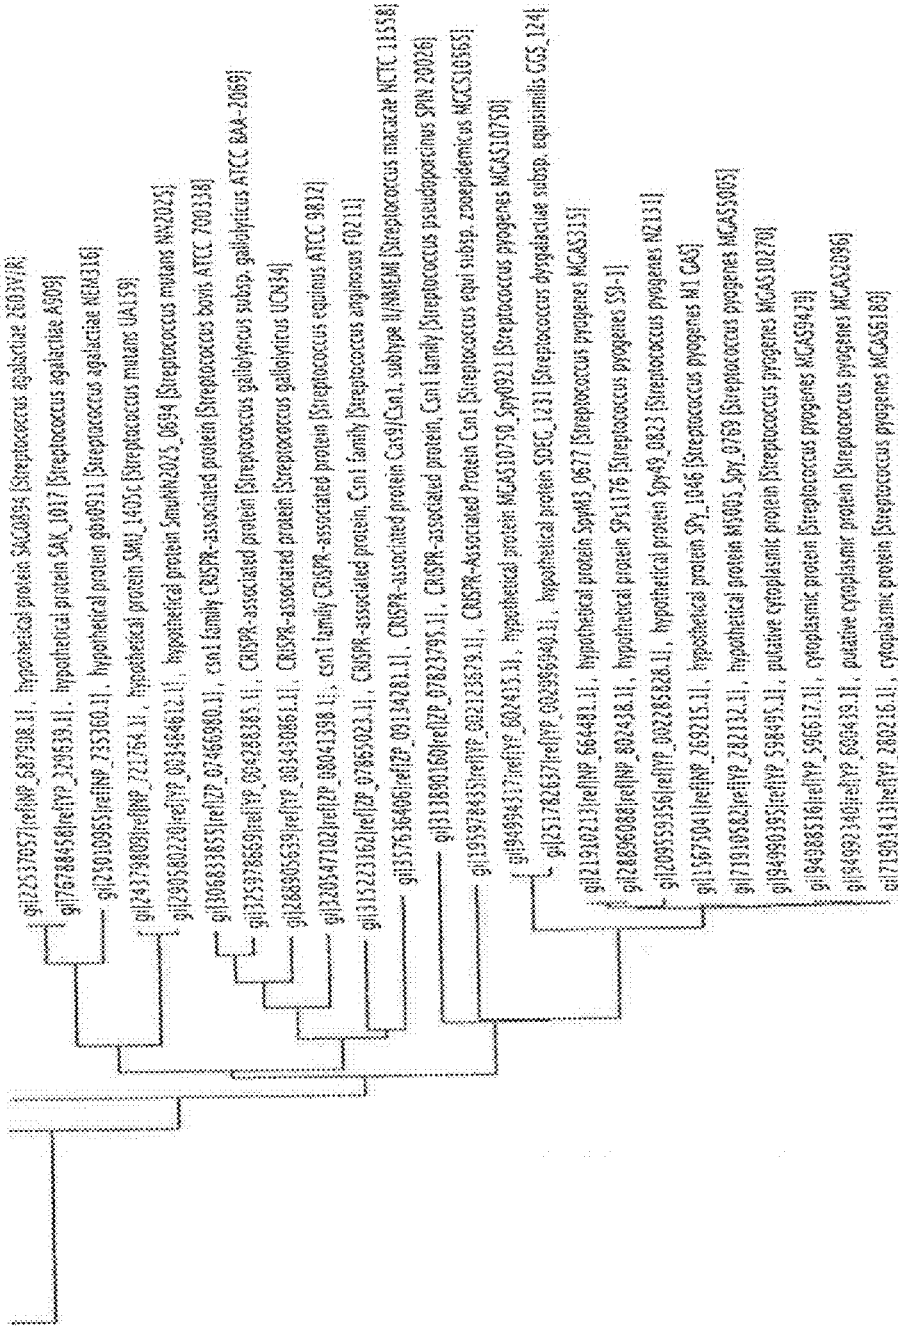 gi|22537057|ref|NP_687908.1|, hypothetical protein SAG0894 [Streptococcus agalactiae 2603V/R]
gi|76788458|ref|YP_329639.1|, hypothetical protein SAK_1017 [Streptococcus agalactiae A909]
gi|25010965|ref|NP_735360.1|, hypothetical protein gbs0911 [Streptococcus agalactiae NEM316]
gi|24379809|ref|NP_721764.1|, hypothetical protein SMU_1405c [Streptococcus mutans UA159]
gi|290580220|ref|YP_003484612.1|, hypothetical protein SmuNN2025_0694 [Streptococcus mutans NN2025]
gi|306833855|ref|ZP_07466980.1|, csn1 family CRISPR-associated protein [Streptococcus bovis ATCC 700338]
gi|325978669|ref|YP_004288385.1|, CRISPR-associated protein [Streptococcus gallolyticus subsp. gallolyticus ATCC BAA-2069]
gi|288905639|ref|YP_003430861.1|, CRISPR-associated protein [Streptococcus gallolyticus UCN34]
gi|320547102|ref|ZP_08041398.1|, csn1 family CRISPR-associated protein [Streptococcus equinus ATCC 9812]
gi|315223162|ref|ZP_07865023.1|, CRISPR-associated protein, Csn1 family [Streptococcus anginosus F0211]
gi|357636406|ref|ZP_09134281.1|, CRISPR-associated protein Cas9/Csn1, subtype II/NMEMI [Streptococcus macacae NCTC 11558]
gi|313890160|ref|ZP_07823795.1|, CRISPR-associated protein, Csn1 family [Streptococcus pseudoporcinus SPIN 20026]
gi|195978435|ref|YP_002123679.1|, CRISPR-Associated Protein Csn1 [Streptococcus equi subsp. zooepidemicus MGCS10565]
gi|94994317|ref|YP_602415.1|, hypothetical protein MGAS10750_Spy0921 [Streptococcus pyogenes MGAS10750]
gi|251782637|ref|YP_002996940.1|, hypothetical protein SDEG_1231 [Streptococcus dysgalactiae subsp. equisimilis GGS_124]
gi|21910213|ref|NP_664481.1|, hypothetical protein SpyM3_0677 [Streptococcus pyogenes MGAS315]
gi|28896088|ref|NP_802438.1|, hypothetical protein SPs1176 [Streptococcus pyogenes SSI-1]
gi|209559356|ref|YP_002285828.1|, hypothetical protein Spy49_0823 [Streptococcus pyogenes NZ131]
gi|15675041|ref|NP_269215.1|, hypothetical protein SPy_1046 [Streptococcus pyogenes M1 GAS]
gi|71910582|ref|YP_282132.1|, hypothetical protein M5005_Spy_0769 [Streptococcus pyogenes MGAS5005]
gi|94990395|ref|YP_598495.1|, putative cytoplasmic protein [Streptococcus pyogenes MGAS10270]
gi|94988516|ref|YP_596617.1|, cytoplasmic protein [Streptococcus pyogenes MGAS9429]
gi|94992340|ref|YP_600439.1|, putative cytoplasmic protein [Streptococcus pyogenes MGAS2096]
gi|71903413|ref|YP_280216.1|, cytoplasmic protein [Streptococcus pyogenes MGAS6180]